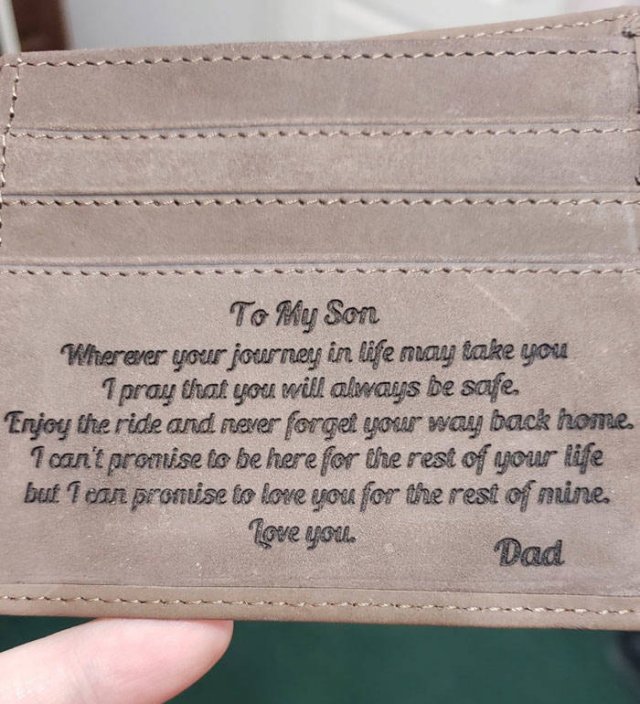 To My Son
Wherever your journey in life may take you
I pray that you will always be safe.
Enjoy the ride and never forget your way back home.
I can't promise to be here for the rest of your life
but I can promise to love you for the rest of mine.
Love you.
Dad